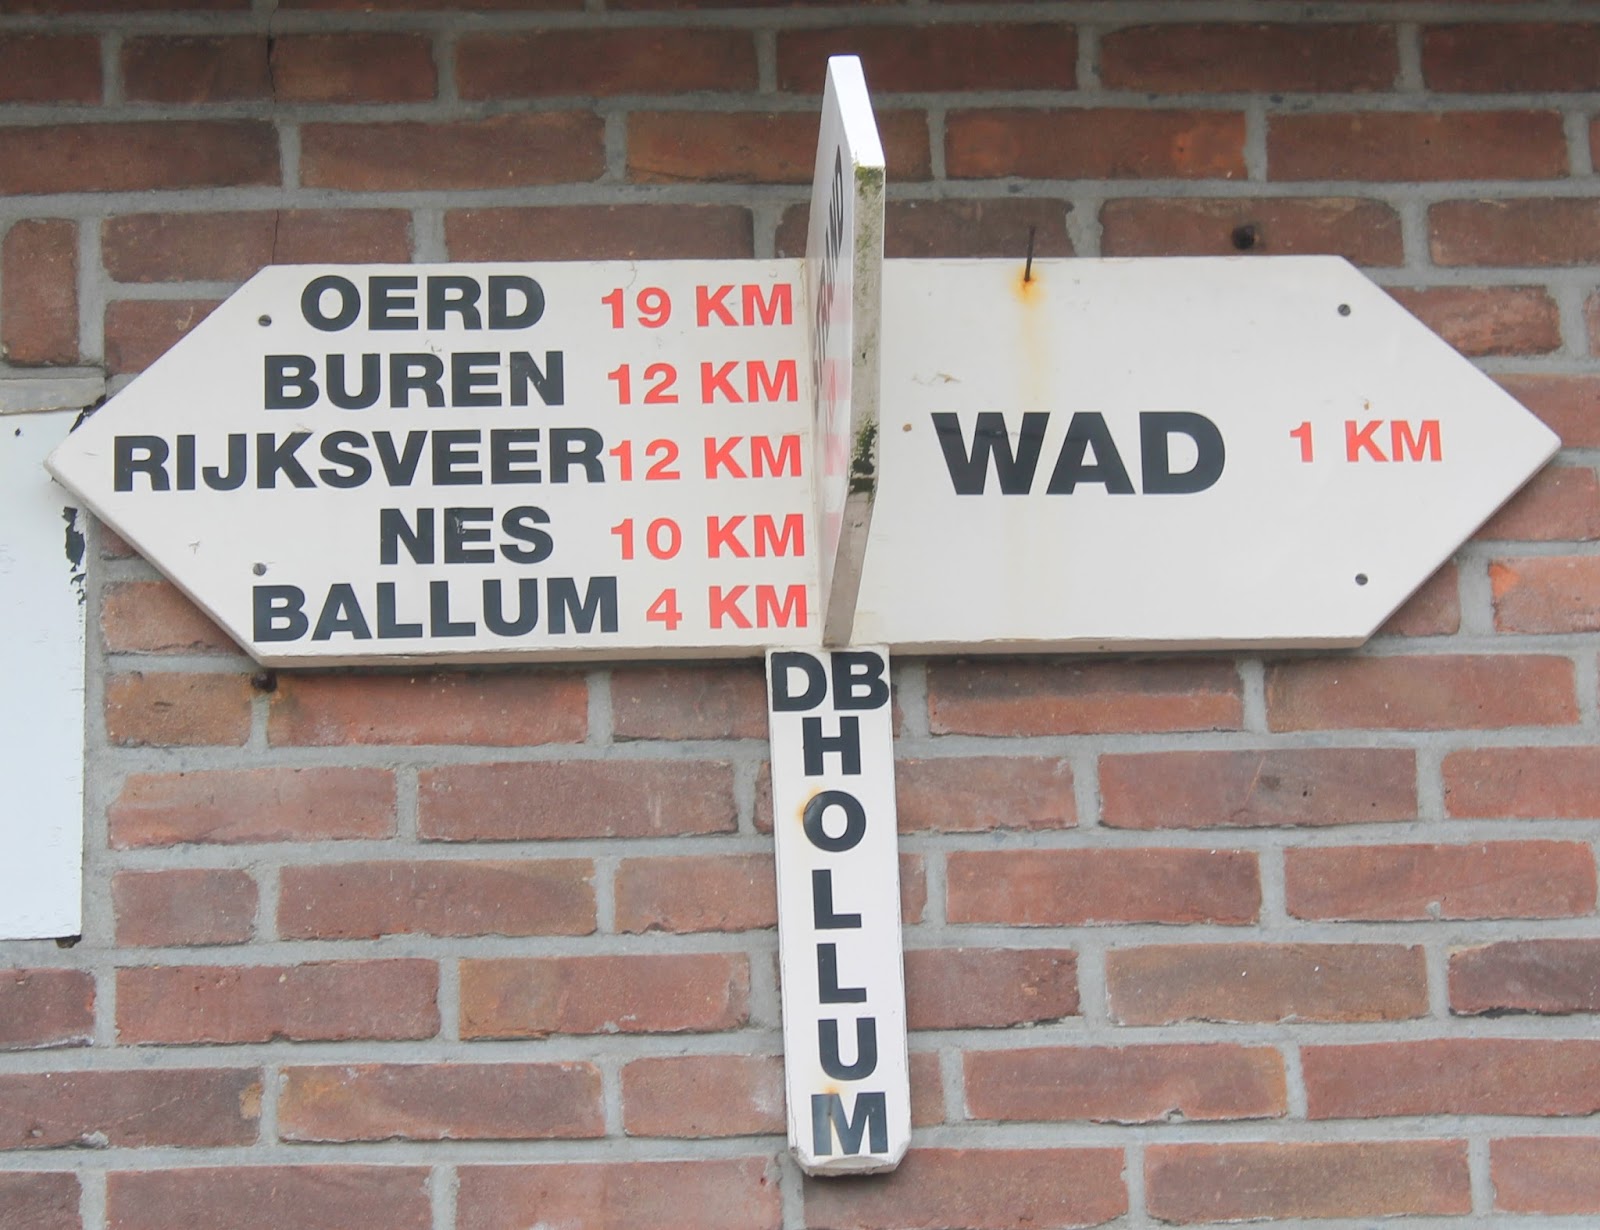 OERD 19 KM
BUREN 12 KM
RIJKSVEER 12 KM
NES 10 KM
BALLUM 4 KM
WAD 1 KM
DB
HOLLUM